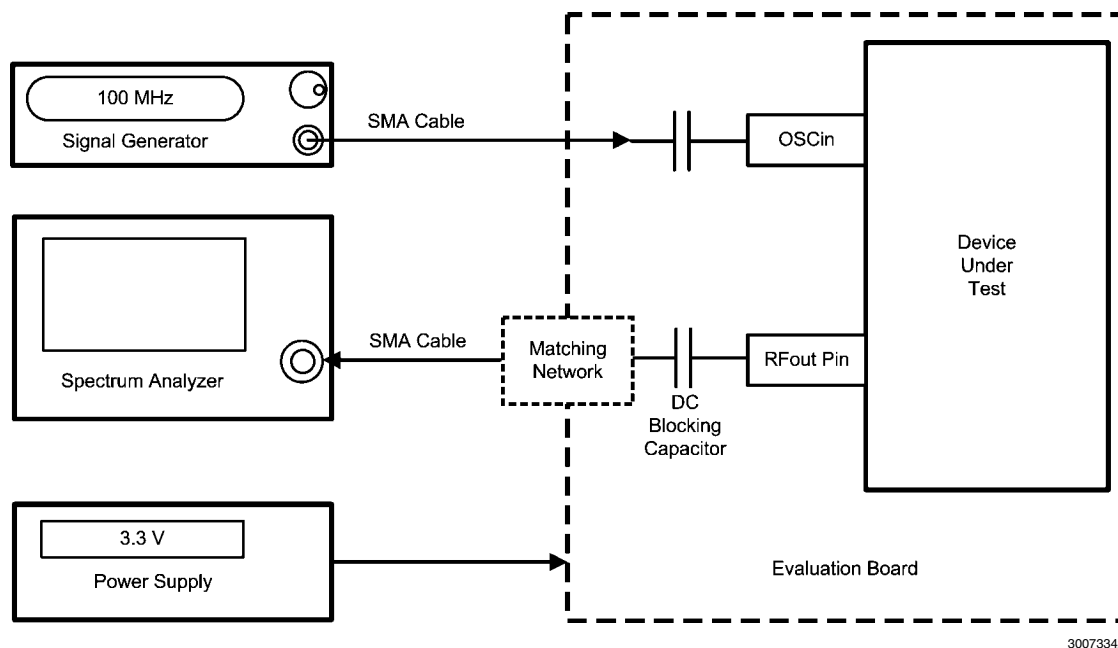 100 MHz
Signal Generator
SMA Cable
OSCin
Device
Under
Test
SMA Cable
Matching
Network
RFout Pin
Spectrum Analyzer
DC
Blocking
Capacitor
3.3 V
Power Supply
Evaluation Board
3007334